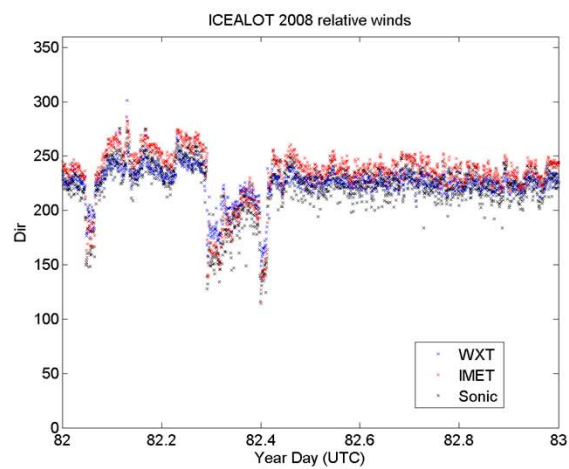 ICEALOT 2008 relative winds
350
300
250
200
150
100
50
0
Dir
WXT
IMET
Sonic
82 82.2 82.4 82.6 82.8 83
Year Day (UTC)